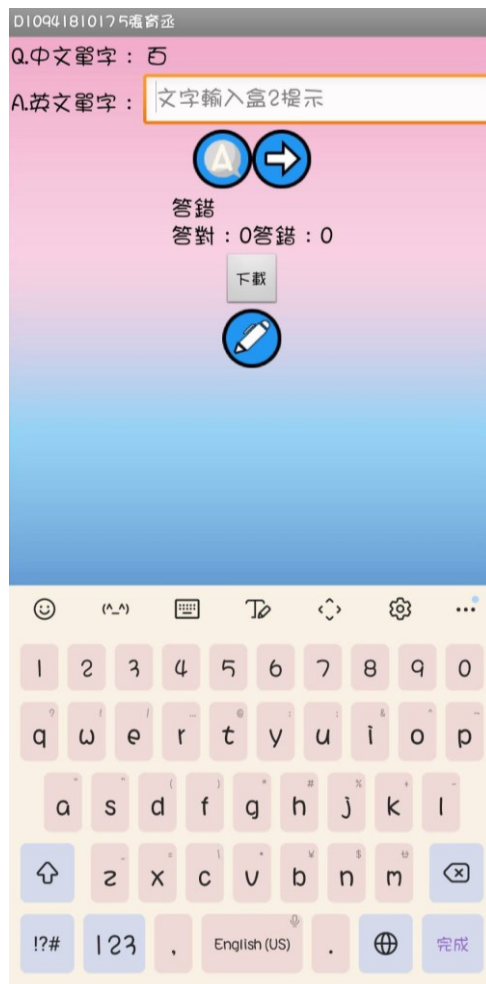 D10941810175張育丞
Q.中文單字：百
A.英文單字：文字輸入盒2提示
A
答錯
答對：0答錯：0
下載
(^_^)
1 2 3 4 5 6 7 8 9 0
q w e r t y u i o p
a s d f g h j k l
z x c v b n m
!?# 123 , English (US) . 完成